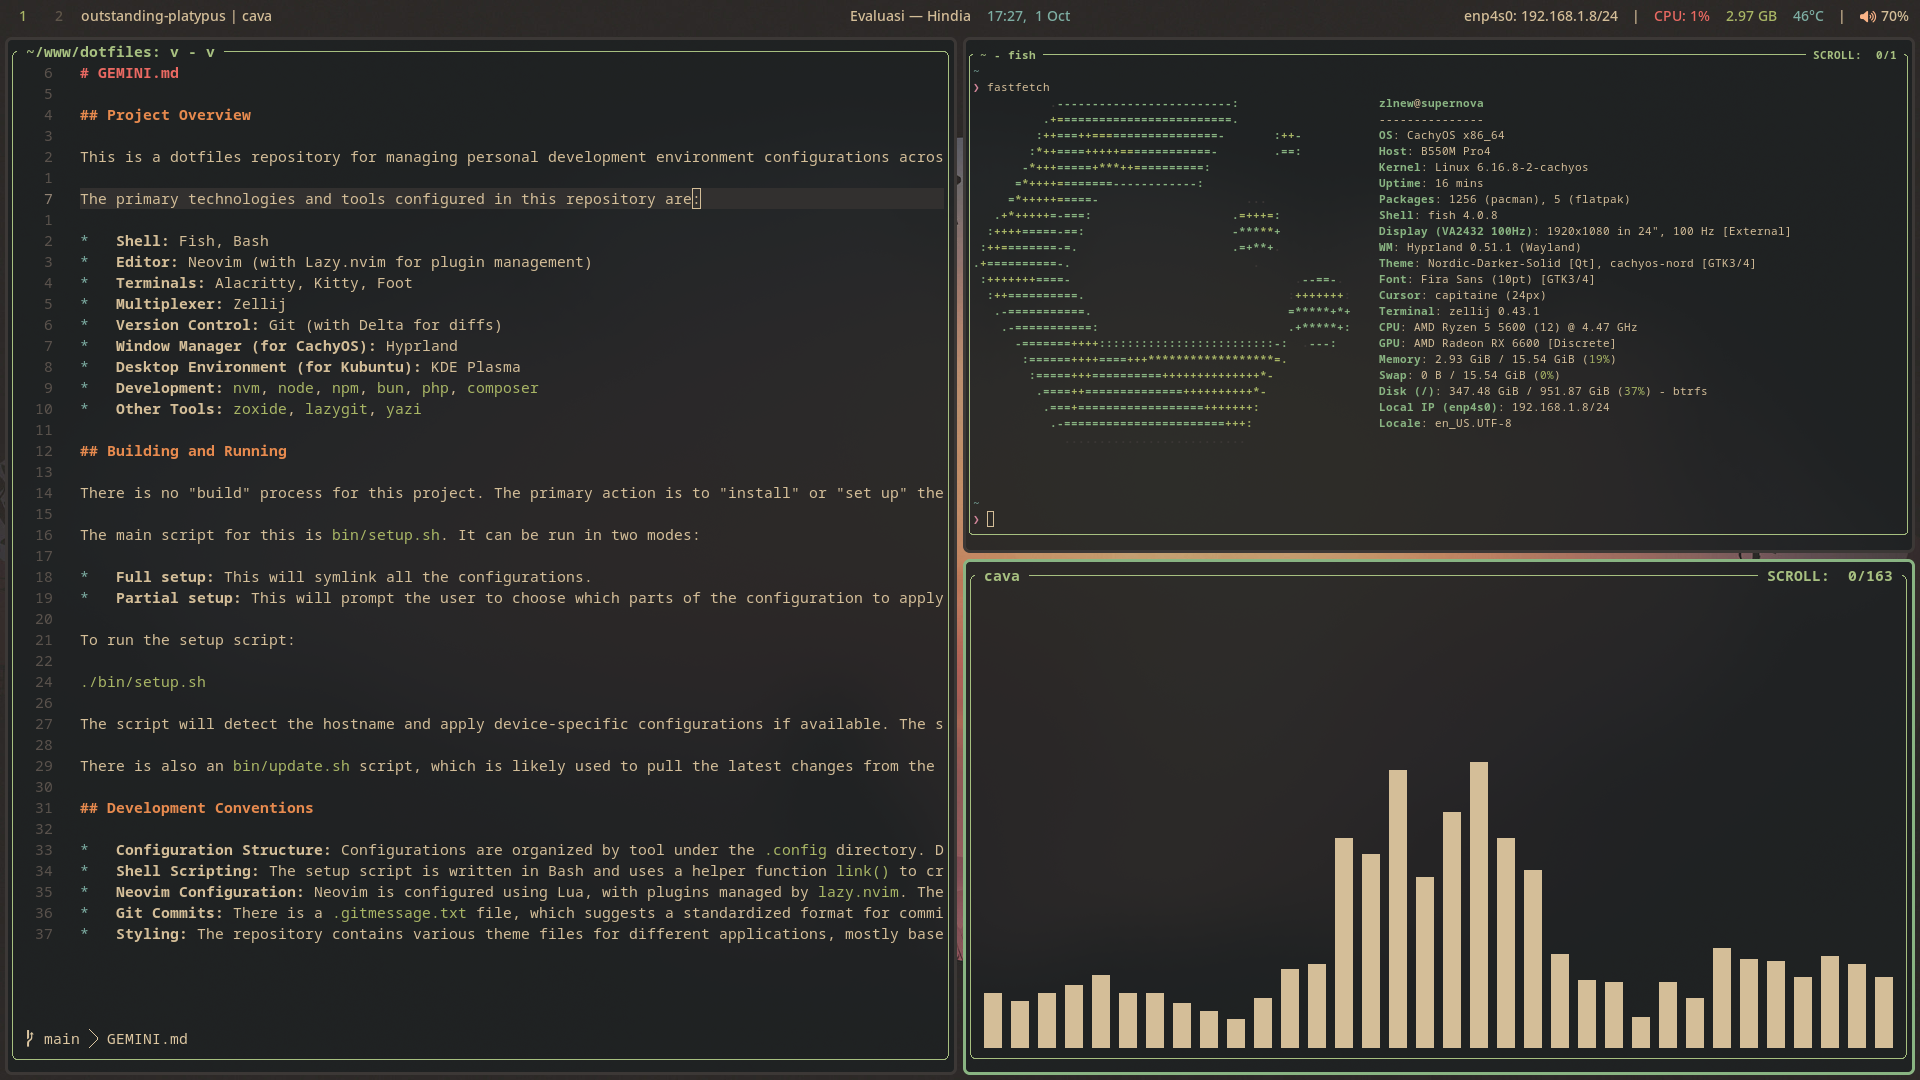 1 2 outstanding-platypus | cava
Evaluasi — Hindia 17:27, 1 Oct
enp4s0: 192.168.1.8/24 | CPU: 1% 2.97 GB 46°C | 70%
~/www/dotfiles: v - v
6 # GEMINI.md
5
4 ## Project Overview
3
2 This is a dotfiles repository for managing personal development environment configurations acros
1
7 The primary technologies and tools configured in this repository are:
1
2 * Shell: Fish, Bash
3 * Editor: Neovim (with Lazy.nvim for plugin management)
4 * Terminals: Alacritty, Kitty, Foot
5 * Multiplexer: Zellij
6 * Version Control: Git (with Delta for diffs)
7 * Window Manager (for CachyOS): Hyprland
8 * Desktop Environment (for Kubuntu): KDE Plasma
9 * Development: nvm, node, npm, bun, php, composer
10 * Other Tools: zoxide, lazygit, yazi
11
12 ## Building and Running
13
14 There is no "build" process for this project. The primary action is to "install" or "set up" the
15
16 The main script for this is bin/setup.sh. It can be run in two modes:
17
18 * Full setup: This will symlink all the configurations.
19 * Partial setup: This will prompt the user to choose which parts of the configuration to apply
20
21 To run the setup script:
22
24 ./bin/setup.sh
26
27 The script will detect the hostname and apply device-specific configurations if available. The s
28
29 There is also an bin/update.sh script, which is likely used to pull the latest changes from the
30
31 ## Development Conventions
32
33 * Configuration Structure: Configurations are organized by tool under the .config directory. D
34 * Shell Scripting: The setup script is written in Bash and uses a helper function link() to cr
35 * Neovim Configuration: Neovim is configured using Lua, with plugins managed by lazy.nvim. The
36 * Git Commits: There is a .gitmessage.txt file, which suggests a standardized format for commi
37 * Styling: The repository contains various theme files for different applications, mostly base
main GEMINI.md
~ - fish SCROLL: 0/1
~
❯ fastfetch
zlnew@supernova
---------------
OS: CachyOS x86_64
Host: B550M Pro4
Kernel: Linux 6.16.8-2-cachyos
Uptime: 16 mins
Packages: 1256 (pacman), 5 (flatpak)
Shell: fish 4.0.8
Display (VA2432 100Hz): 1920x1080 in 24", 100 Hz [External]
WM: Hyprland 0.51.1 (Wayland)
Theme: Nordic-Darker-Solid [Qt], cachyos-nord [GTK3/4]
Font: Fira Sans (10pt) [GTK3/4]
Cursor: capitaine (24px)
Terminal: zellij 0.43.1
CPU: AMD Ryzen 5 5600 (12) @ 4.47 GHz
GPU: AMD Radeon RX 6600 [Discrete]
Memory: 2.93 GiB / 15.54 GiB (19%)
Swap: 0 B / 15.54 GiB (0%)
Disk (/): 347.48 GiB / 951.87 GiB (37%) - btrfs
Local IP (enp4s0): 192.168.1.8/24
Locale: en_US.UTF-8
~
❯
cava SCROLL: 0/163